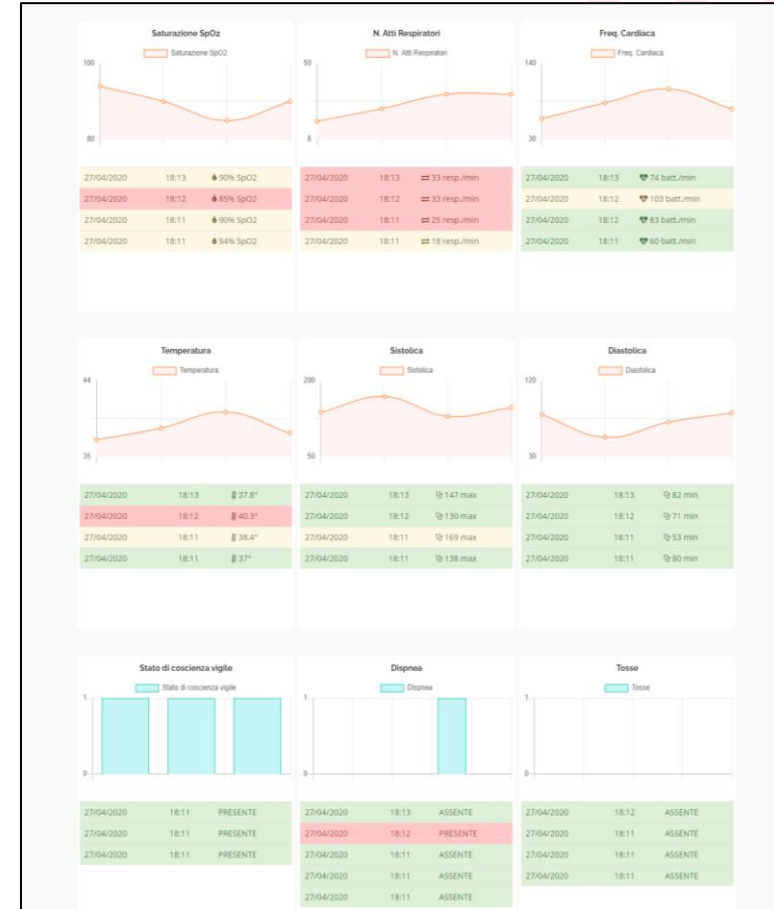 Saturazione SpO2
Saturazione SpO2
100
80
27/04/2020 18:13 90% SpO2
27/04/2020 18:12 85% SpO2
27/04/2020 18:11 90% SpO2
27/04/2020 18:11 94% SpO2
N. Atti Respiratori
N. Atti Respiratori
50
8
27/04/2020 18:13 33 resp./min
27/04/2020 18:12 33 resp./min
27/04/2020 18:11 25 resp./min
27/04/2020 18:11 18 resp./min
Freq. Cardiaca
Freq. Cardiaca
140
30
27/04/2020 18:13 74 batt./min
27/04/2020 18:12 103 batt./min
27/04/2020 18:12 83 batt./min
27/04/2020 18:11 60 batt./min
Temperatura
Temperatura
44
35
27/04/2020 18:13 37.8°
27/04/2020 18:12 40.3°
27/04/2020 18:11 38.4°
27/04/2020 18:11 37°
Sistolica
Sistolica
200
50
27/04/2020 18:13 147 max
27/04/2020 18:12 130 max
27/04/2020 18:11 169 max
27/04/2020 18:11 138 max
Diastolica
Diastolica
120
30
27/04/2020 18:13 82 min
27/04/2020 18:12 71 min
27/04/2020 18:11 53 min
27/04/2020 18:11 80 min
Stato di coscienza vigile
Stato di coscienza vigile
1
0
27/04/2020 18:11 PRESENTE
27/04/2020 18:11 PRESENTE
27/04/2020 18:11 PRESENTE
Dispnea
Dispnea
1
0
27/04/2020 18:13 ASSENTE
27/04/2020 18:12 PRESENTE
27/04/2020 18:11 ASSENTE
27/04/2020 18:11 ASSENTE
27/04/2020 18:11 ASSENTE
Tosse
Tosse
1
0
27/04/2020 18:12 ASSENTE
27/04/2020 18:11 ASSENTE
27/04/2020 18:11 ASSENTE
27/04/2020 18:11 ASSENTE